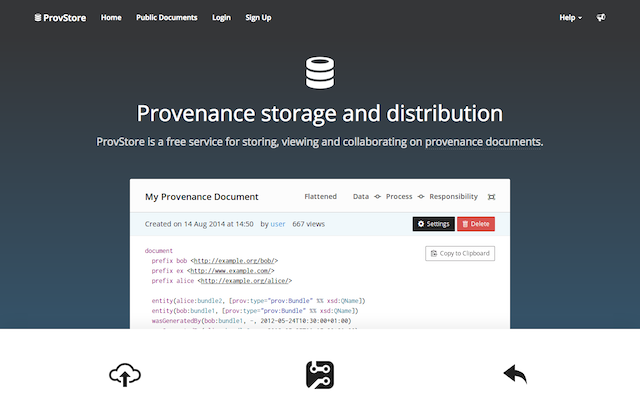 ProvStore Home Public Documents Login Sign Up Help
Provenance storage and distribution
ProvStore is a free service for storing, viewing and collaborating on provenance documents.
My Provenance Document Flattened Data Process Responsibility
Created on 14 Aug 2014 at 14:50 by user 667 views Settings Delete
Copy to Clipboard
document
prefix bob <http://example.org/bob/>
prefix ex <http://www.example.com/>
prefix alice <http://example.org/alice/>
entity(alice:bundle2, [prov:type="prov:Bundle" %% xsd:QName])
entity(bob:bundle1, [prov:type="prov:Bundle" %% xsd:QName])
wasGeneratedBy(bob:bundle1, -, 2012-05-24T10:30:00+01:00)